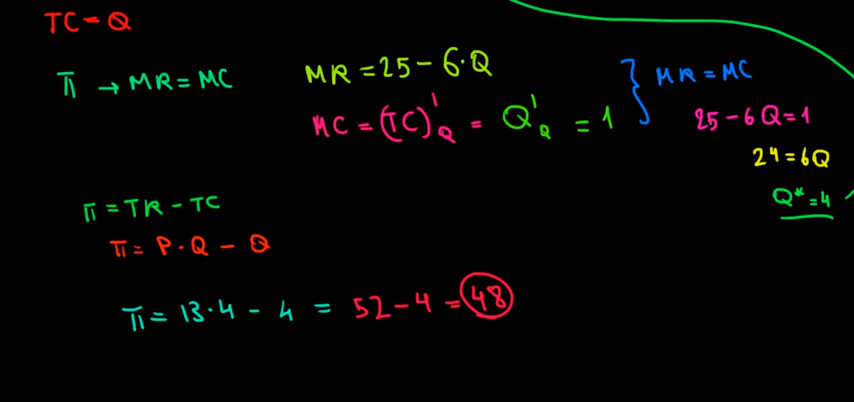 TC = Q
π → MR = MC
MR = 25 - 6·Q
MC = (TC)'Q = Q'Q = 1
} MR = MC
25 - 6Q = 1
24 = 6Q
Q* = 4
π = TR - TC
π = P·Q - Q
π = 13·4 - 4 = 52 - 4 = 48